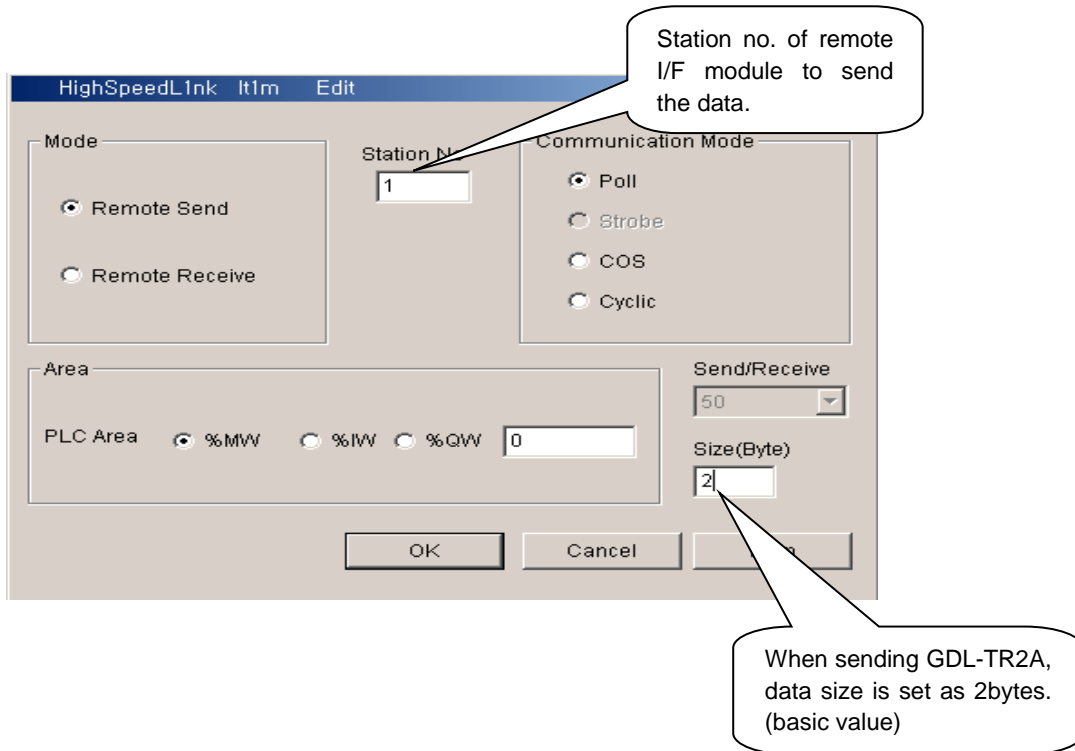 Station no. of remote
I/F module to send
the data.
HighSpeedL1nk It1m Edit
Mode
Remote Send
Remote Receive
Station No
1
Communication Mode
Poll
Strobe
COS
Cyclic
Area
PLC Area %MW %IW %QW 0
Send/Receive
50
Size(Byte)
2
OK Cancel
When sending GDL-TR2A,
data size is set as 2bytes.
(basic value)